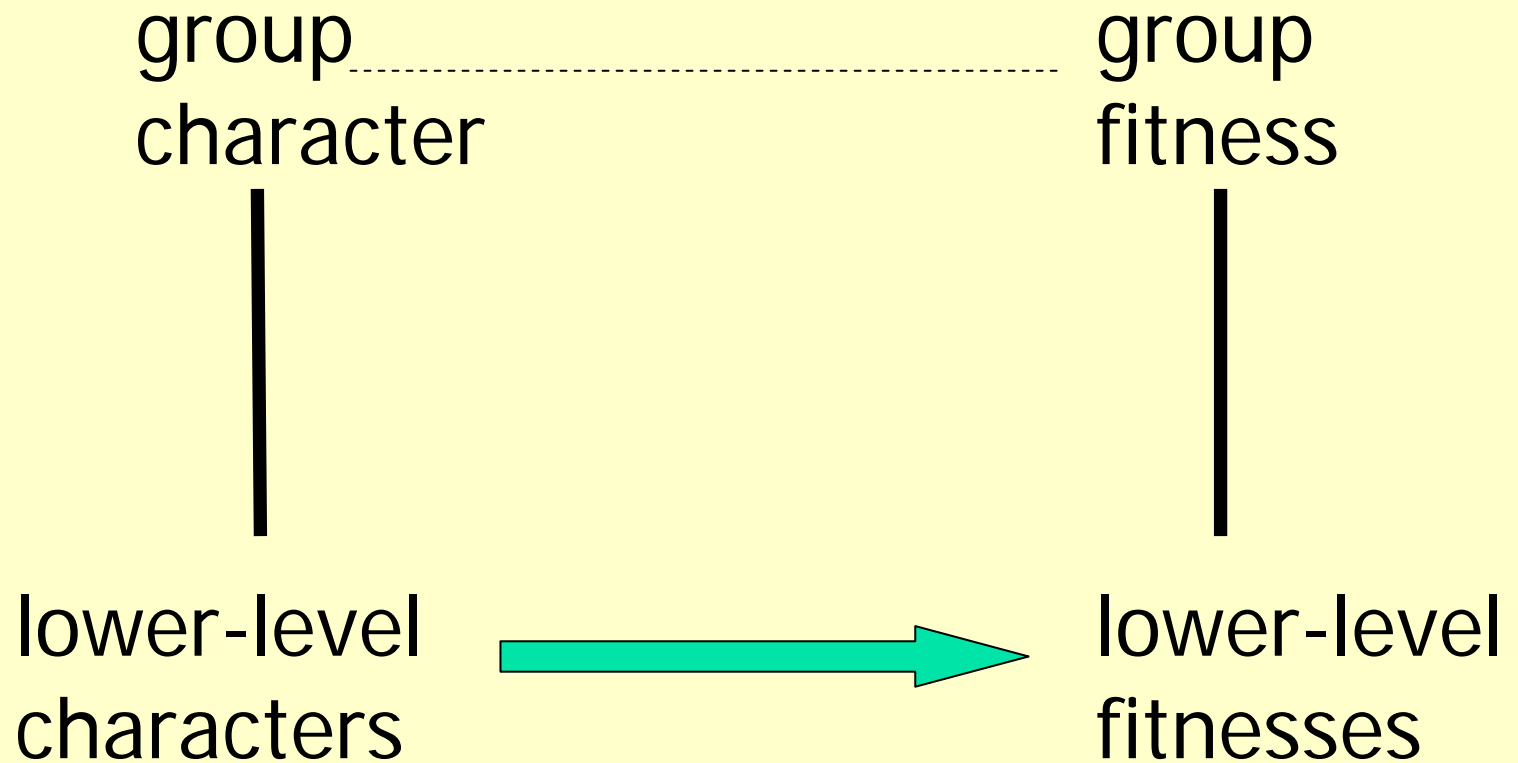 group
character
group
fitness
lower-level
characters
lower-level
fitnesses